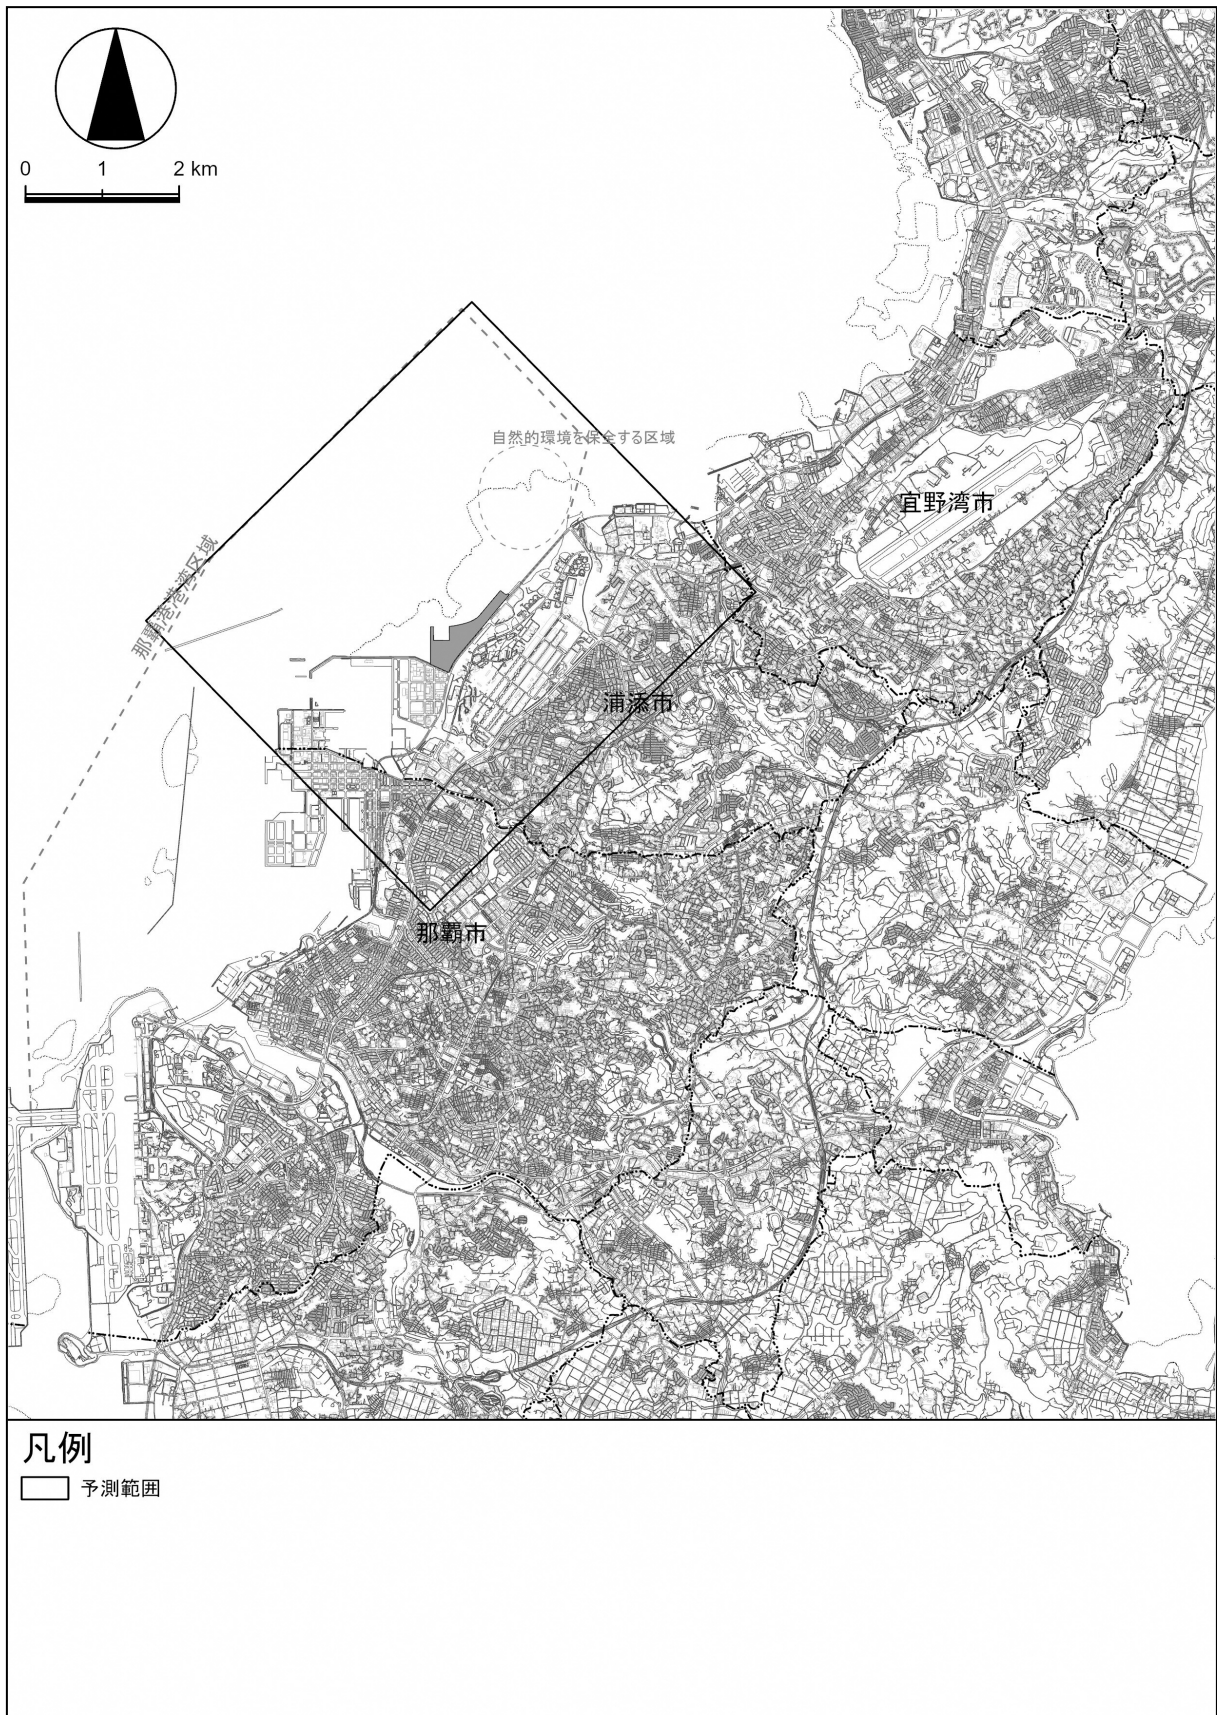 0 1 2 km
自然的環境を保全する区域
宜野湾市
那覇港港湾区域
浦添市
那覇市
凡例
予測範囲